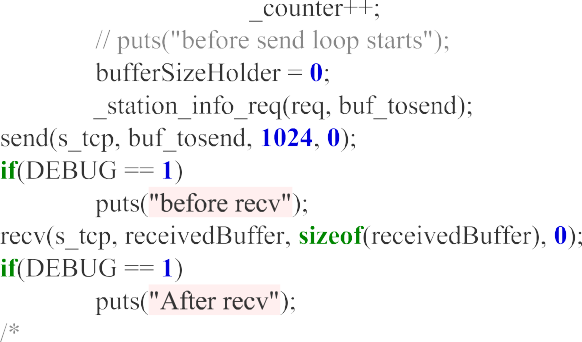 _counter++;
// puts("before send loop starts");
bufferSizeHolder = 0;
_station_info_req(req, buf_tosend);
send(s_tcp, buf_tosend, 1024, 0);
if(DEBUG == 1)
puts("before recv");
recv(s_tcp, receivedBuffer, sizeof(receivedBuffer), 0);
if(DEBUG == 1)
puts("After recv");
/*